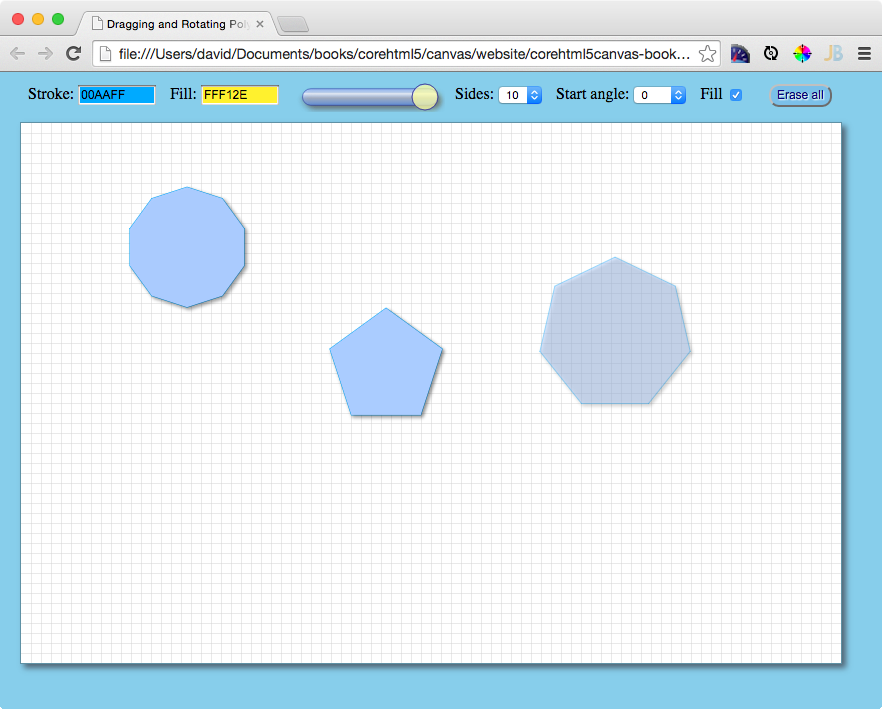 Dragging and Rotating Poly
file:///Users/david/Documents/books/corehtml5/canvas/website/corehtml5canvas-book...
JB
Stroke: 00AAFF Fill: FFF12E Sides: 10 Start angle: 0 Fill Erase all